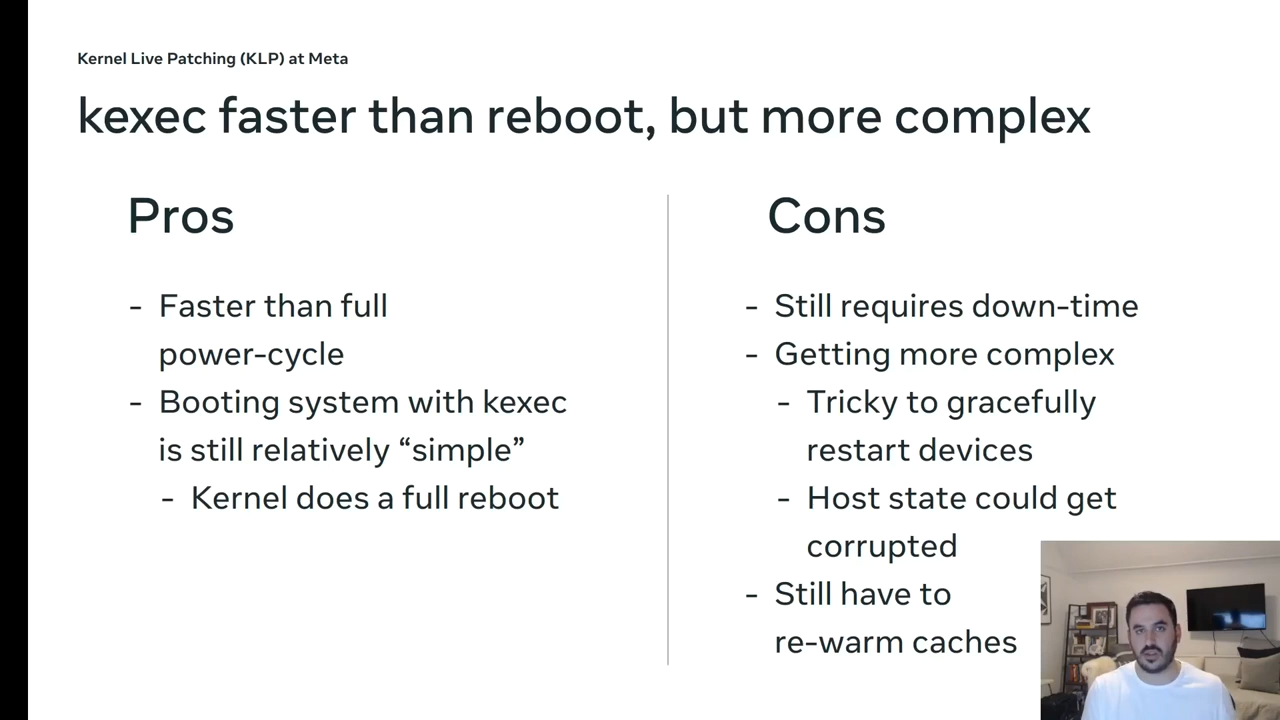 Kernel Live Patching (KLP) at Meta
kexec faster than reboot, but more complex
Pros
- Faster than full
power-cycle
- Booting system with kexec
is still relatively “simple”
- Kernel does a full reboot
Cons
- Still requires down-time
- Getting more complex
- Tricky to gracefully
restart devices
- Host state could get
corrupted
- Still have to
re-warm caches